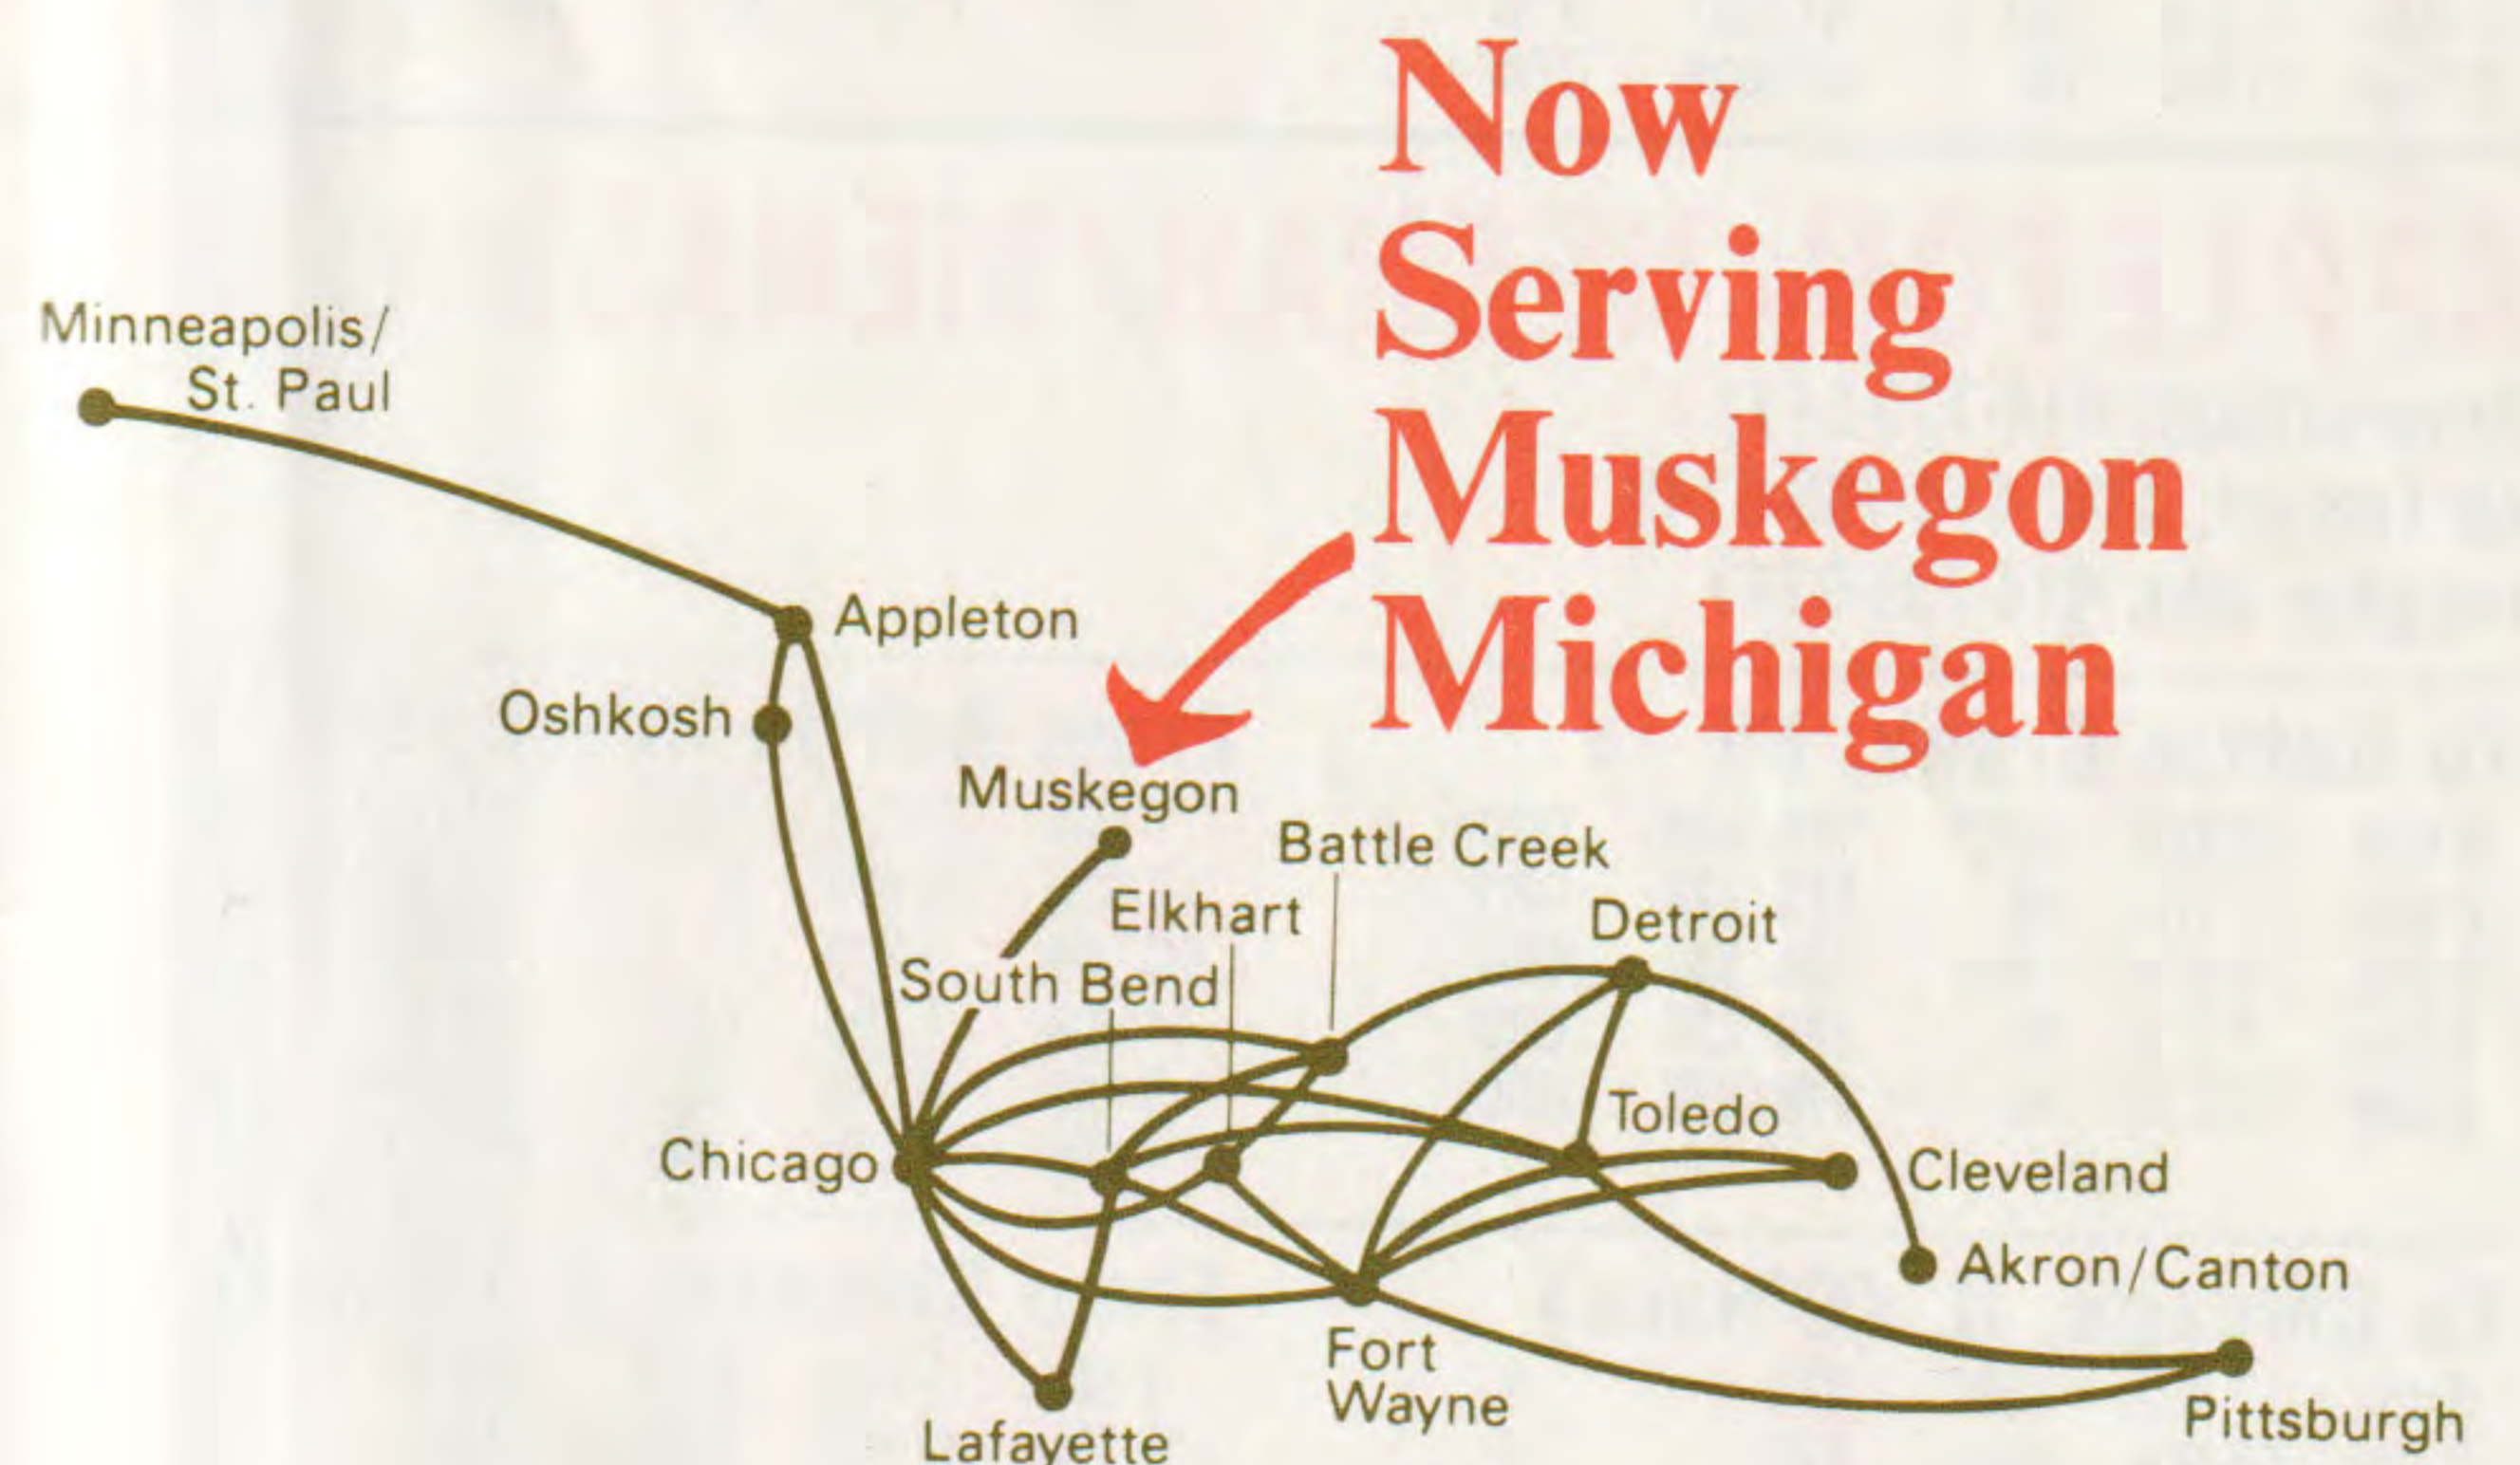 Now
Serving
Muskegon
Michigan
Minneapolis/
St. Paul
Appleton
Oshkosh
Muskegon
Battle Creek
Elkhart
Detroit
South Bend
Toledo
Chicago
Cleveland
Akron/Canton
Fort
Wayne
Pittsburgh
Lafayette